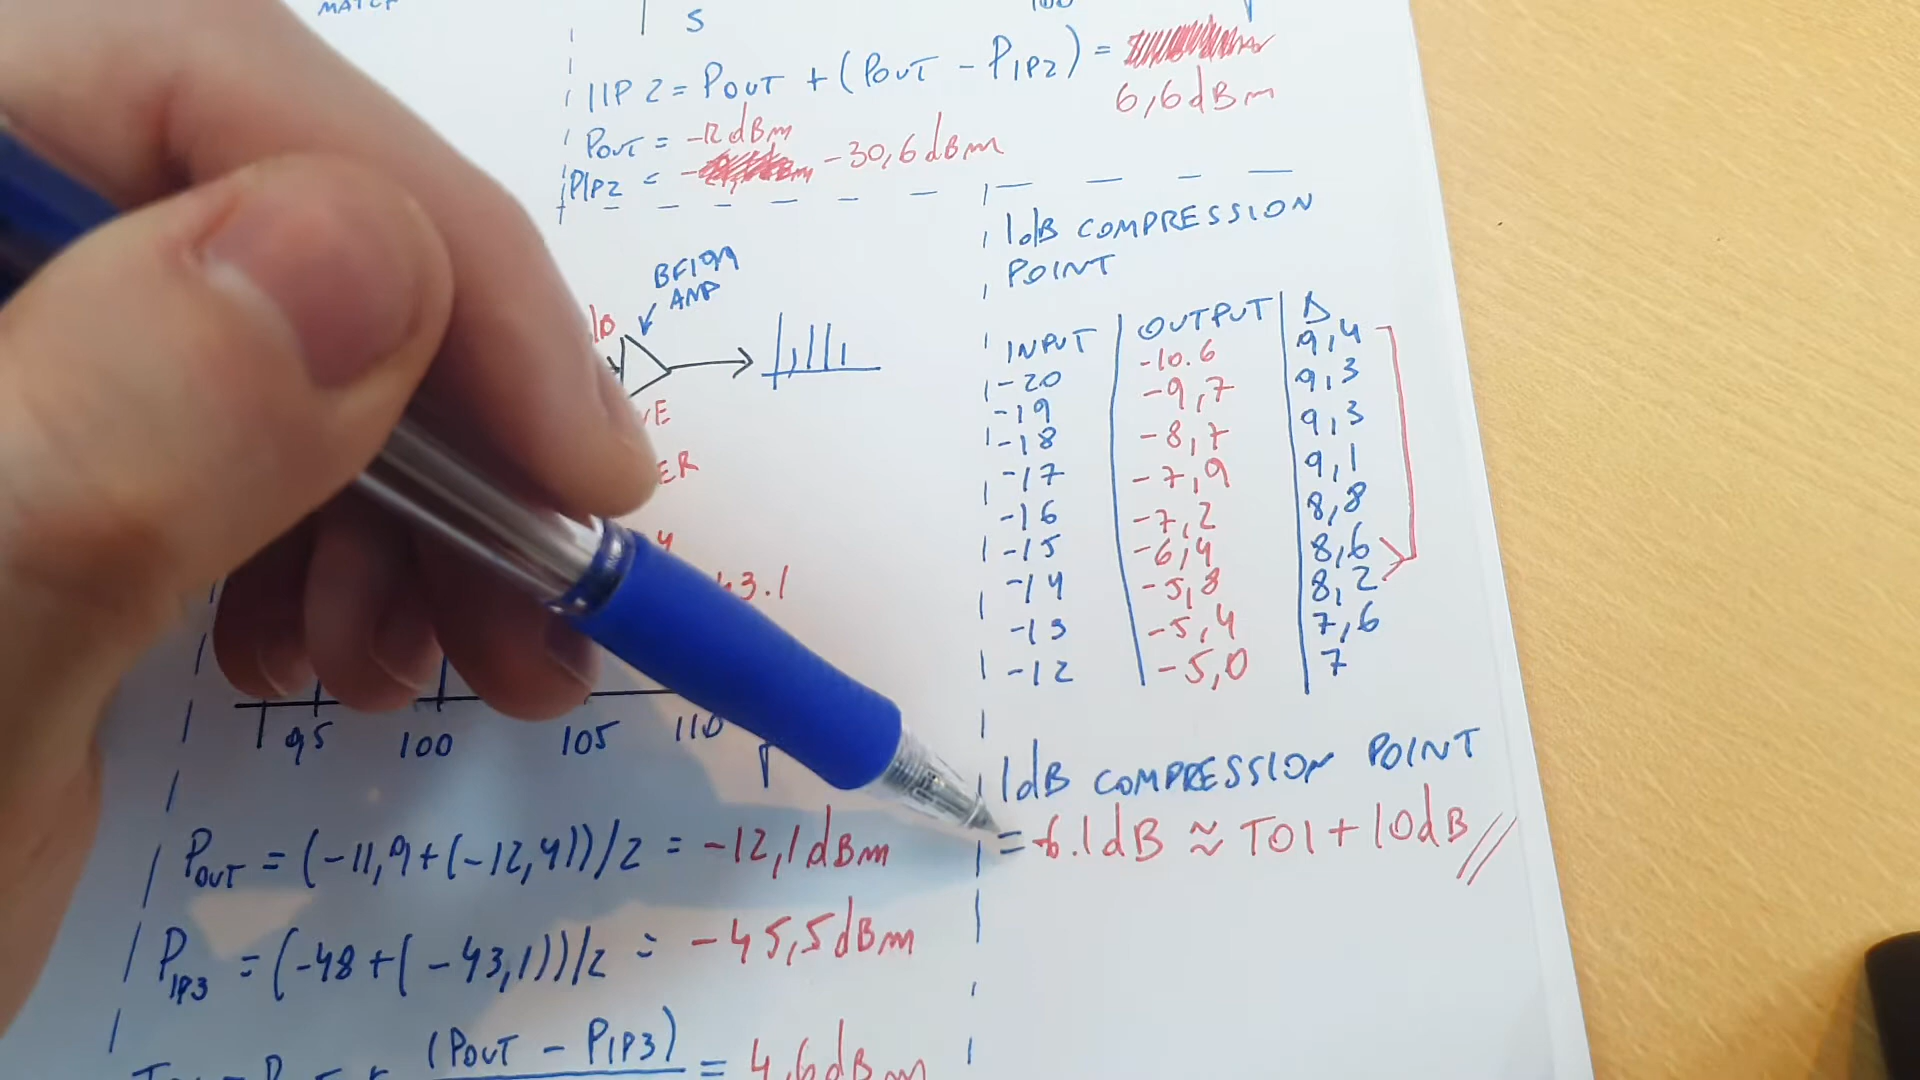 S
IIP2 = POUT + (POUT - PIP2) =
6,6dBm
POUT = -12dBm
PIP2 = -30,6dBm
BF199
AMP
ER
43.1
95 100 105 110
POUT = (-11,9+(-12,4))/2 = -12,1dBm
PIP3 = (-48+(-43,1))/2 = -45,5dBm
(POUT - PIP3)
= 4,6dBm
1dB COMPRESSION
POINT
INPUT OUTPUT Δ
-20 -10.6 9,4
-19 -9,7 9,3
-18 -8,7 9,3
-17 -7,9 9,1
-16 -7,2 8,8
-15 -6,4 8,6
-14 -5,8 8,2
-13 -5,4 7,6
-12 -5,0 7
1dB COMPRESSION POINT
= -6.1dB ≈ TOI + 10dB